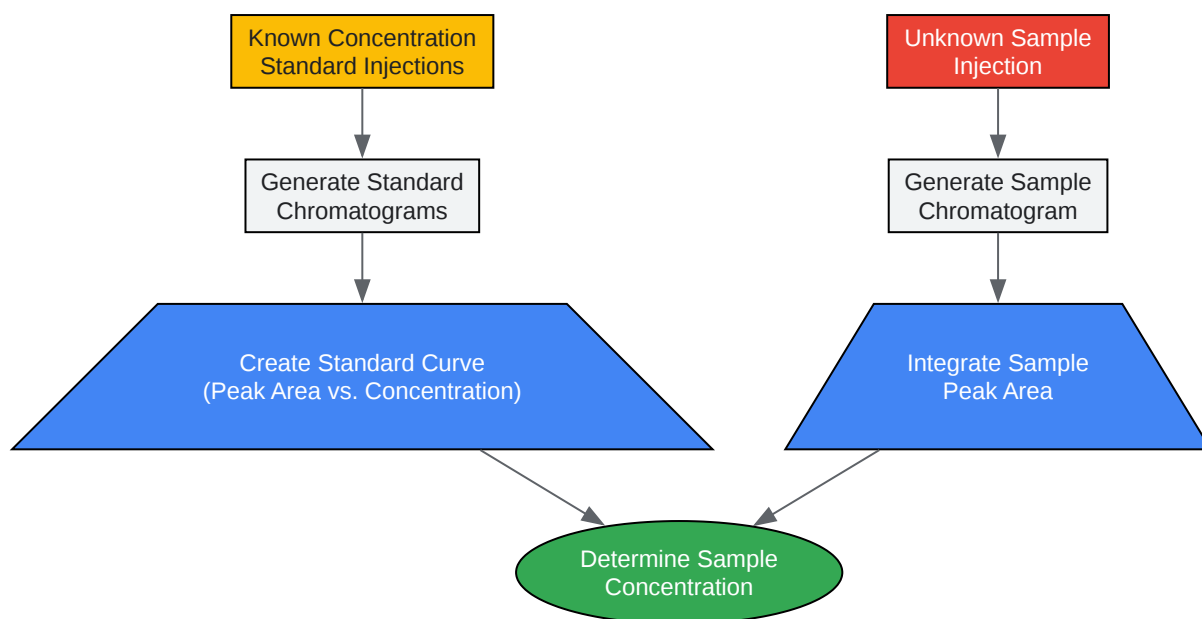 Known Concentration
Standard Injections
Unknown Sample
Injection
Generate Standard
Chromatograms
Generate Sample
Chromatogram
Create Standard Curve
(Peak Area vs. Concentration)
Integrate Sample
Peak Area
Determine Sample
Concentration